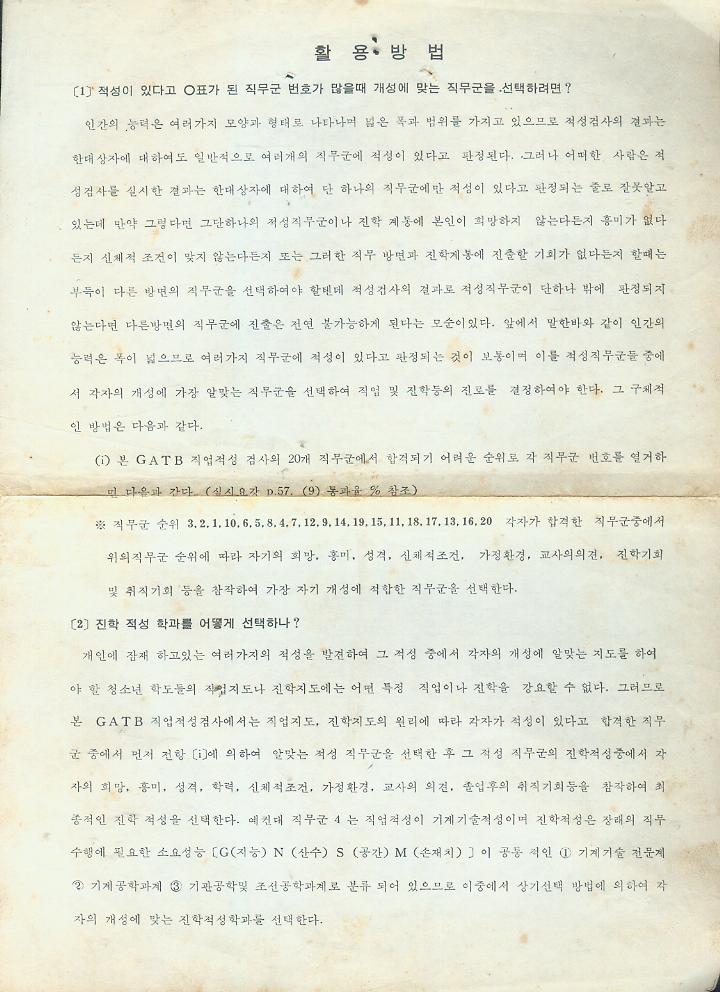 활 용 방 법
〔1〕 적성이 있다고 ○표가 된 직무군 번호가 많을때 개성에 맞는 직무군을 선택하려면?
인간의 능력은 여러가지 모양과 형태로 나타나며 넓은 폭과 범위를 가지고 있으므로 적성검사의 결과는
한대상자에 대하여도 일반적으로 여러개의 직무군에 적성이 있다고 판정된다. 그러나 어떠한 사람은 적
성검사를 실시한 결과는 한대상자에 대하여 단 하나의 직무군에만 적성이 있다고 판정되는 줄로 잘못알고
있는데 만약 그렇다면 그단하나의 적성직무군이나 진학 계통에 본인이 희망하지 않는다든지 흥미가 없다
든지 신체적 조건이 맞지 않는다든지 또는 그러한 직무 방면과 진학계통에 진출할 기회가 없다든지 할때는
부득이 다른 방면의 직무군을 선택하여야 할텐데 적성검사의 결과로 적성직무군이 단하나 밖에 판정되지
않는다면 다른방면의 직무군에 진출은 전연 불가능하게 된다는 모순이있다. 앞에서 말한바와 같이 인간의
능력은 폭이 넓으므로 여러가지 직무군에 적성이 있다고 판정되는 것이 보통이며 이를 적성직무군들 중에
서 각자의 개성에 가장 알맞는 직무군을 선택하여 직업 및 진학등의 진로를 결정하여야 한다. 그 구체적
인 방법은 다음과 같다.
(i) 본 GATB 직업적성 검사의 20개 직무군에서 합격되기 어려운 순위로 각 직무군 번호를 열거하
면 다음과 같다. (실시요강 p.57. (9) 통과율 % 참조)
※ 직무군 순위 3,2,1,10,6,5,8,4,7,12,9,14,19,15,11,18,17,13,16,20 각자가 합격한 직무군중에서
위의직무군 순위에 따라 자기의 희망, 흥미, 성격, 신체적조건, 가정환경, 교사의의견, 진학기회
및 취직기회 등을 참작하여 가장 자기 개성에 적합한 직무군을 선택한다.
〔2〕 진학 적성 학과를 어떻게 선택하나?
개인에 잠재 하고있는 여러가지의 적성을 발견하여 그 적성 중에서 각자의 개성에 알맞는 지도를 하여
야 할 청소년 학도들의 직업지도나 진학지도에는 어떤 특정 직업이나 진학을 강요할 수 없다. 그러므로
본 GATB 직업적성검사에서는 직업지도, 진학지도의 원리에 따라 각자가 적성이 있다고 합격한 직무
군 중에서 먼저 전항 〔i〕에 의하여 알맞는 적성 직무군을 선택한 후 그 적성 직무군의 진학적성중에서 각
자의 희망, 흥미, 성격, 학력, 신체적조건, 가정환경, 교사의 의견, 졸업후의 취직기회등을 참작하여 최
종적인 진학 적성을 선택한다. 예컨대 직무군 4 는 직업적성이 기계기술적성이며 진학적성은 장래의 직무
수행에 필요한 소요성능 〔G(지능) N (산수) S (공간) M (손재치) 〕이 공통 적인 ① 기계기술 전문계
② 기계공학과계 ③ 기관공학및 조선공학과계로 분류 되어 있으므로 이중에서 상기선택 방법에 의하여 각
자의 개성에 맞는 진학적성학과를 선택한다.